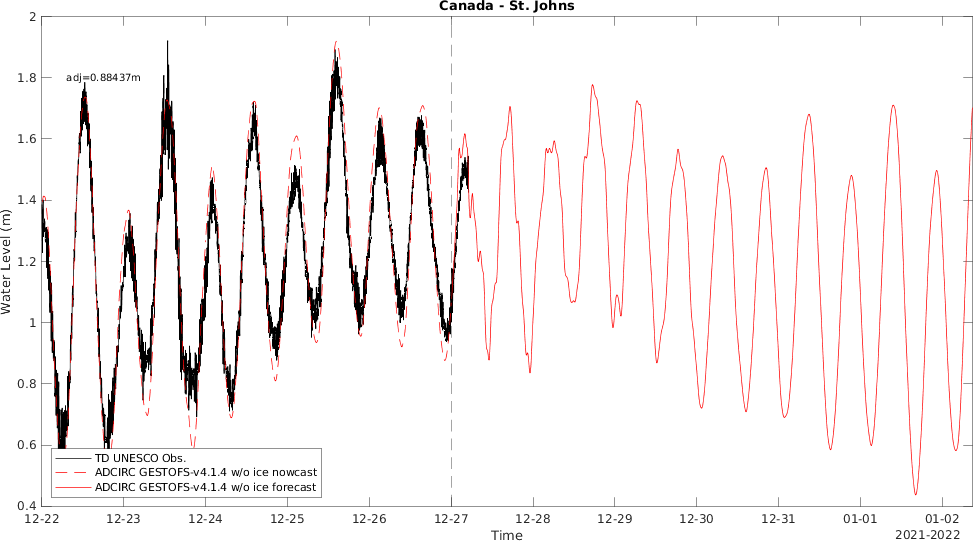 Canada - St. Johns
2
1.8
1.6
1.4
1.2
1
0.8
0.6
0.4
Water Level (m)
adj=0.88437m
TD UNESCO Obs.
ADCIRC GESTOFS-v4.1.4 w/o ice nowcast
ADCIRC GESTOFS-v4.1.4 w/o ice forecast
12-22 12-23 12-24 12-25 12-26 12-27 12-28 12-29 12-30 12-31 01-01 01-02
Time
2021-2022